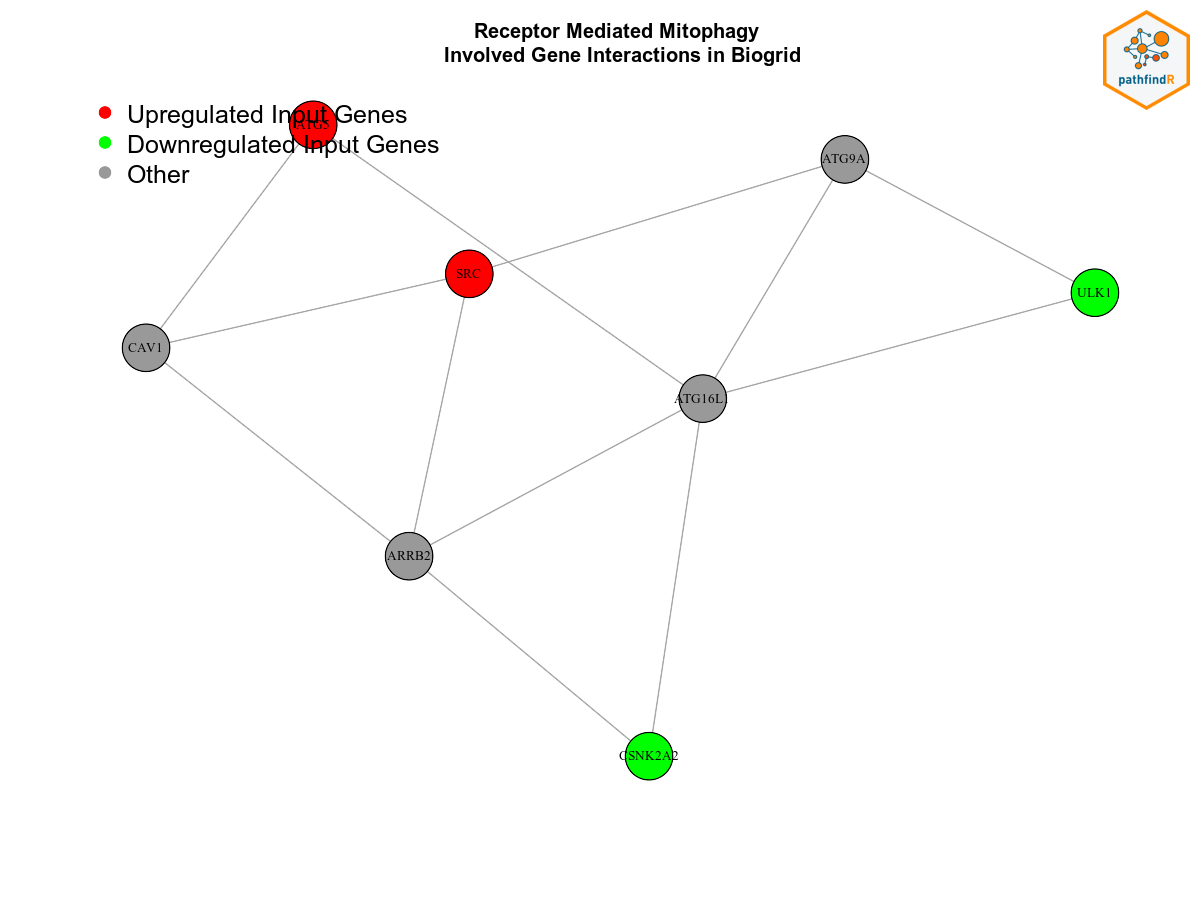 Receptor Mediated Mitophagy
Involved Gene Interactions in Biogrid
pathfindR
Upregulated Input Genes
ATG5
Downregulated Input Genes
Other
ATG9A
SRC
ULK1
CAV1
ATG16L1
ARRB2
CSNK2A2